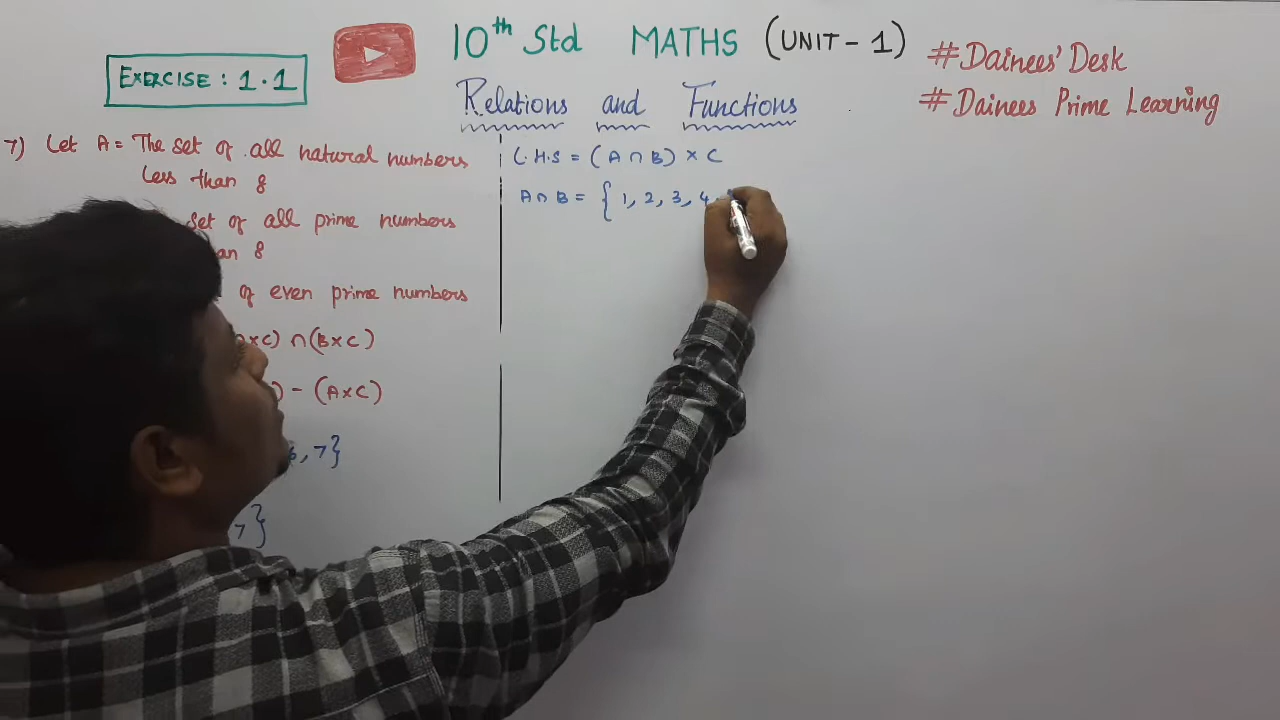 10th Std MATHS (UNIT - 1)
EXERCISE : 1.1
#Dainees' Desk
Relations and Functions
#Dainees Prime Learning
7) Let A = The set of all natural numbers
less than 8
set of all prime numbers
an 8
of even prime numbers
xC) ∩ (B×C)
) - (A×C)
6, 7}
7}
L.H.S = (A ∩ B) × C
A ∩ B = { 1, 2, 3, 4,